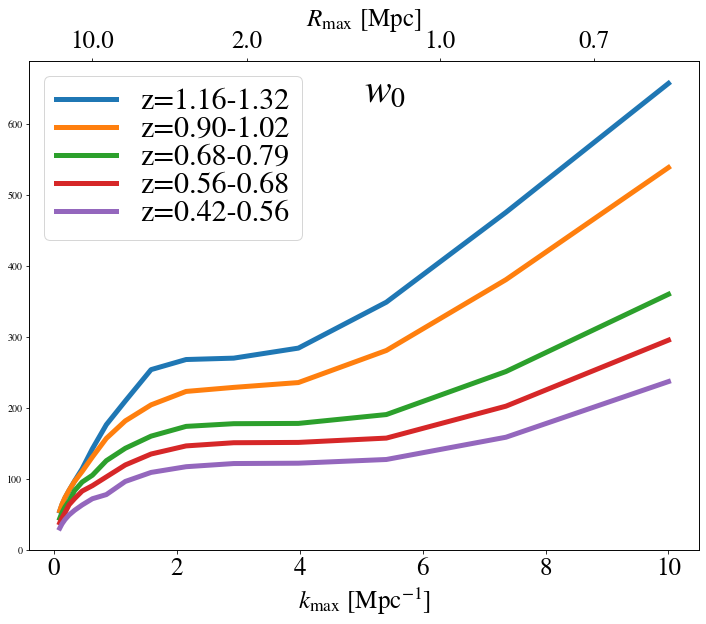 R_max [Mpc]
10.0 2.0 1.0 0.7
w_0
z=1.16-1.32
z=0.90-1.02
z=0.68-0.79
z=0.56-0.68
z=0.42-0.56
600
500
400
300
200
100
0
0 2 4 6 8 10
k_max [Mpc⁻¹]